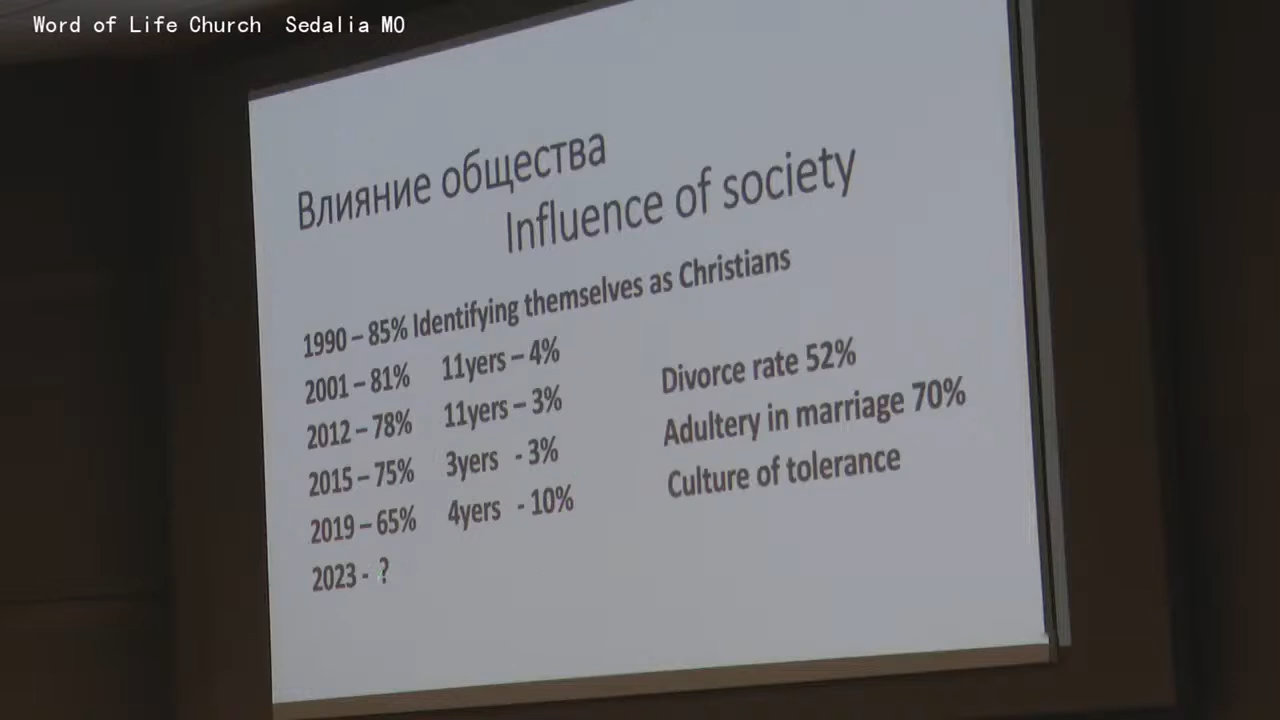 Word of Life Church Sedalia MO
Влияние общества
Influence of society
1990 – 85% Identifying themselves as Christians
2001 – 81% 11yers – 4%
2012 – 78% 11yers – 3%
2015 – 75% 3yers - 3%
2019 – 65% 4yers - 10%
2023 - ?
Divorce rate 52%
Adultery in marriage 70%
Culture of tolerance